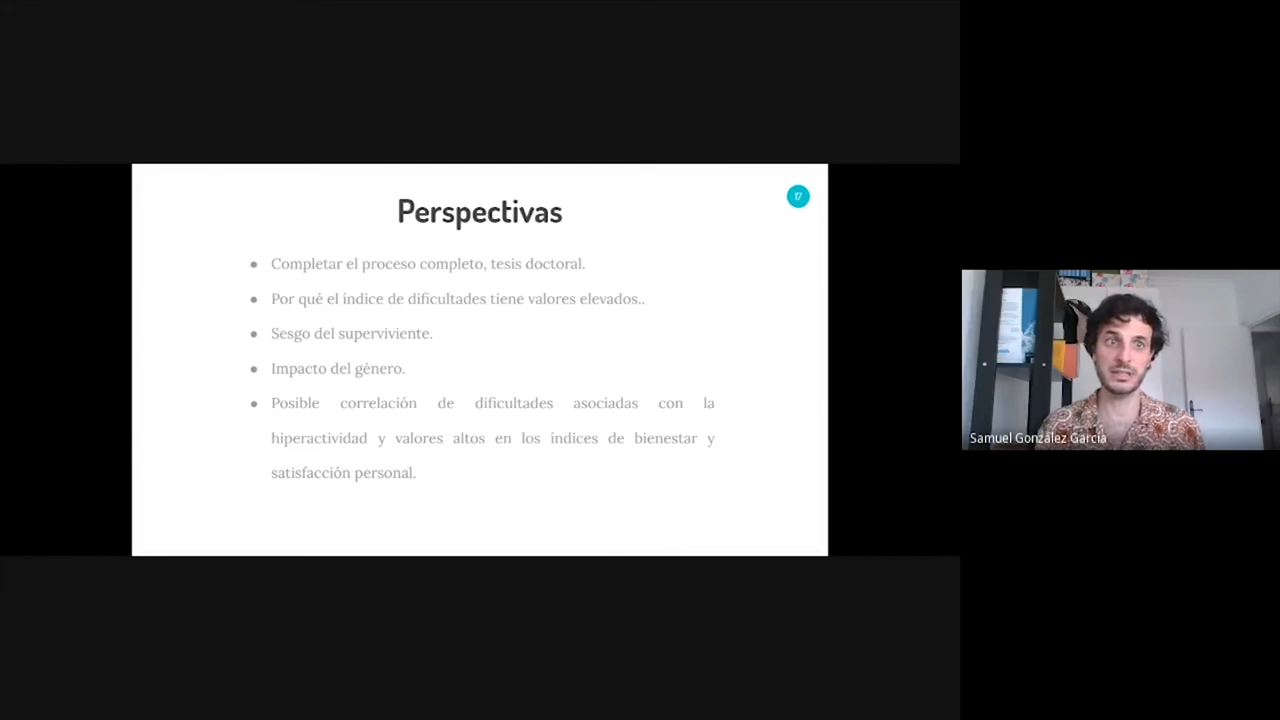 Perspectivas
17
● Completar el proceso completo, tesis doctoral.
● Por qué el índice de dificultades tiene valores elevados..
● Sesgo del superviviente.
● Impacto del género.
● Posible correlación de dificultades asociadas con la
hiperactividad y valores altos en los índices de bienestar y
satisfacción personal.
Samuel González García